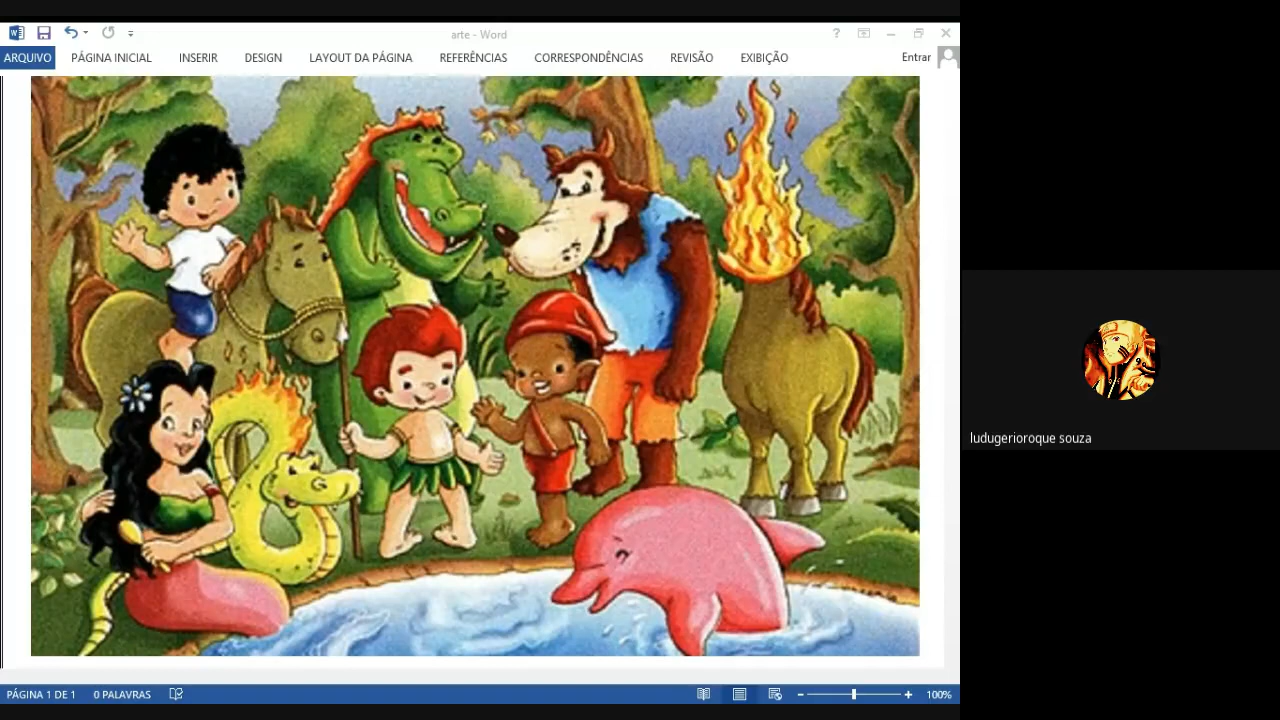 arte - Word
ARQUIVO PÁGINA INICIAL INSERIR DESIGN LAYOUT DA PÁGINA REFERÊNCIAS CORRESPONDÊNCIAS REVISÃO EXIBIÇÃO Entrar
ludugerioroque souza
PÁGINA 1 DE 1 0 PALAVRAS 100%